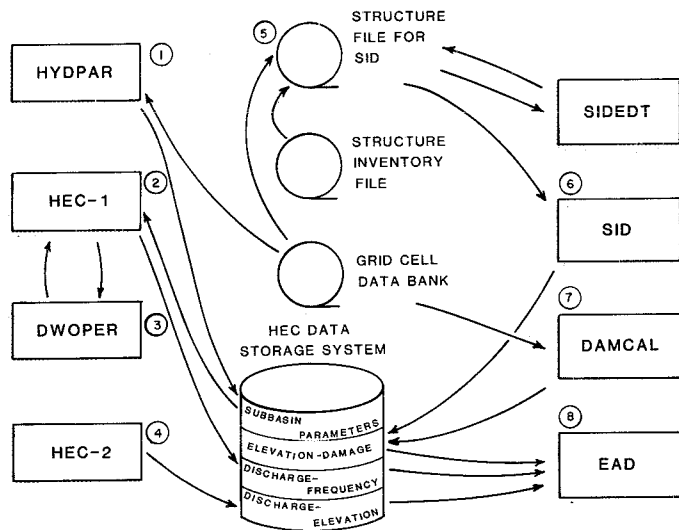 1
HYDPAR
2
HEC-1
DWOPER
3
4
HEC-2
5
STRUCTURE
FILE FOR
SID
STRUCTURE
INVENTORY
FILE
GRID CELL
DATA BANK
HEC DATA
STORAGE SYSTEM
SUBBASIN
PARAMETERS
ELEVATION-DAMAGE
DISCHARGE-
FREQUENCY
DISCHARGE-
ELEVATION
SIDEDT
6
SID
7
DAMCAL
8
EAD